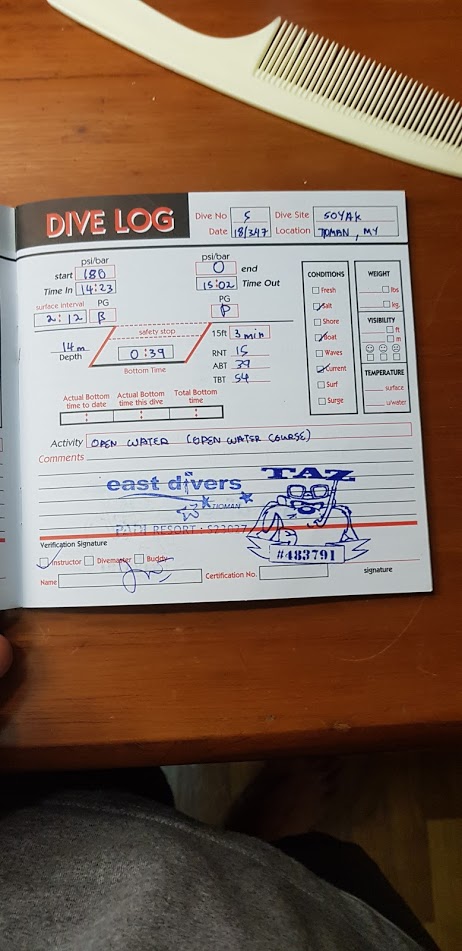 DIVE LOG
Dive No 5 Dive Site SOYAK
Date Location TIOMAN, MY
psi/bar psi/bar
start 180 0 end
Time In 14:23 15:02 Time Out
surface interval PG PG
2:12 B P
safety stop 15ft 3 min
14m Depth 0:39 RNT 15
Bottom Time ABT 39
TBT 54
Actual Bottom time to date Actual Bottom time this dive Total Bottom time
CONDITIONS
Fresh
Salt
Shore
Boat
Waves
Current
Surf
Surge
WEIGHT
lbs
kg.
VISIBILITY
ft
m
TEMPERATURE
surface
u/water
Activity OPEN WATER (OPEN WATER COURSE)
Comments
east divers
TIOMAN
PADI RESORT:
TAZ
#483791
Verification Signature
Instructor Divemaster Buddy
Name Certification No. signature